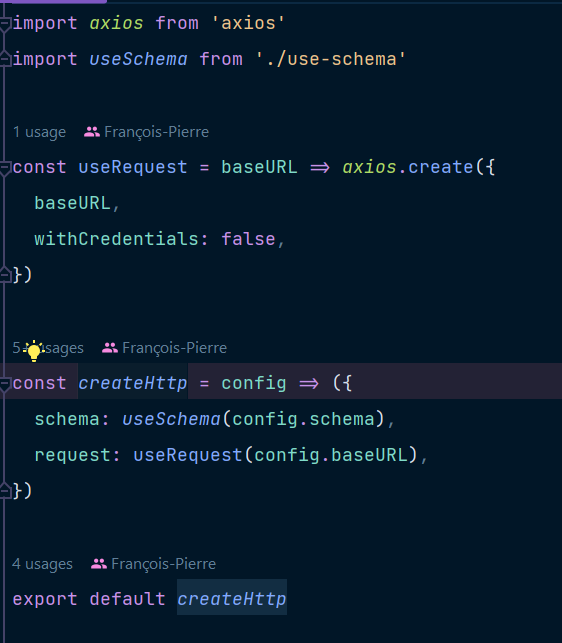 import axios from 'axios'
import useSchema from './use-schema'
1 usage François-Pierre
const useRequest = baseURL => axios.create({
baseURL,
withCredentials: false,
})
5 usages François-Pierre
const createHttp = config => ({
schema: useSchema(config.schema),
request: useRequest(config.baseURL),
})
4 usages François-Pierre
export default createHttp